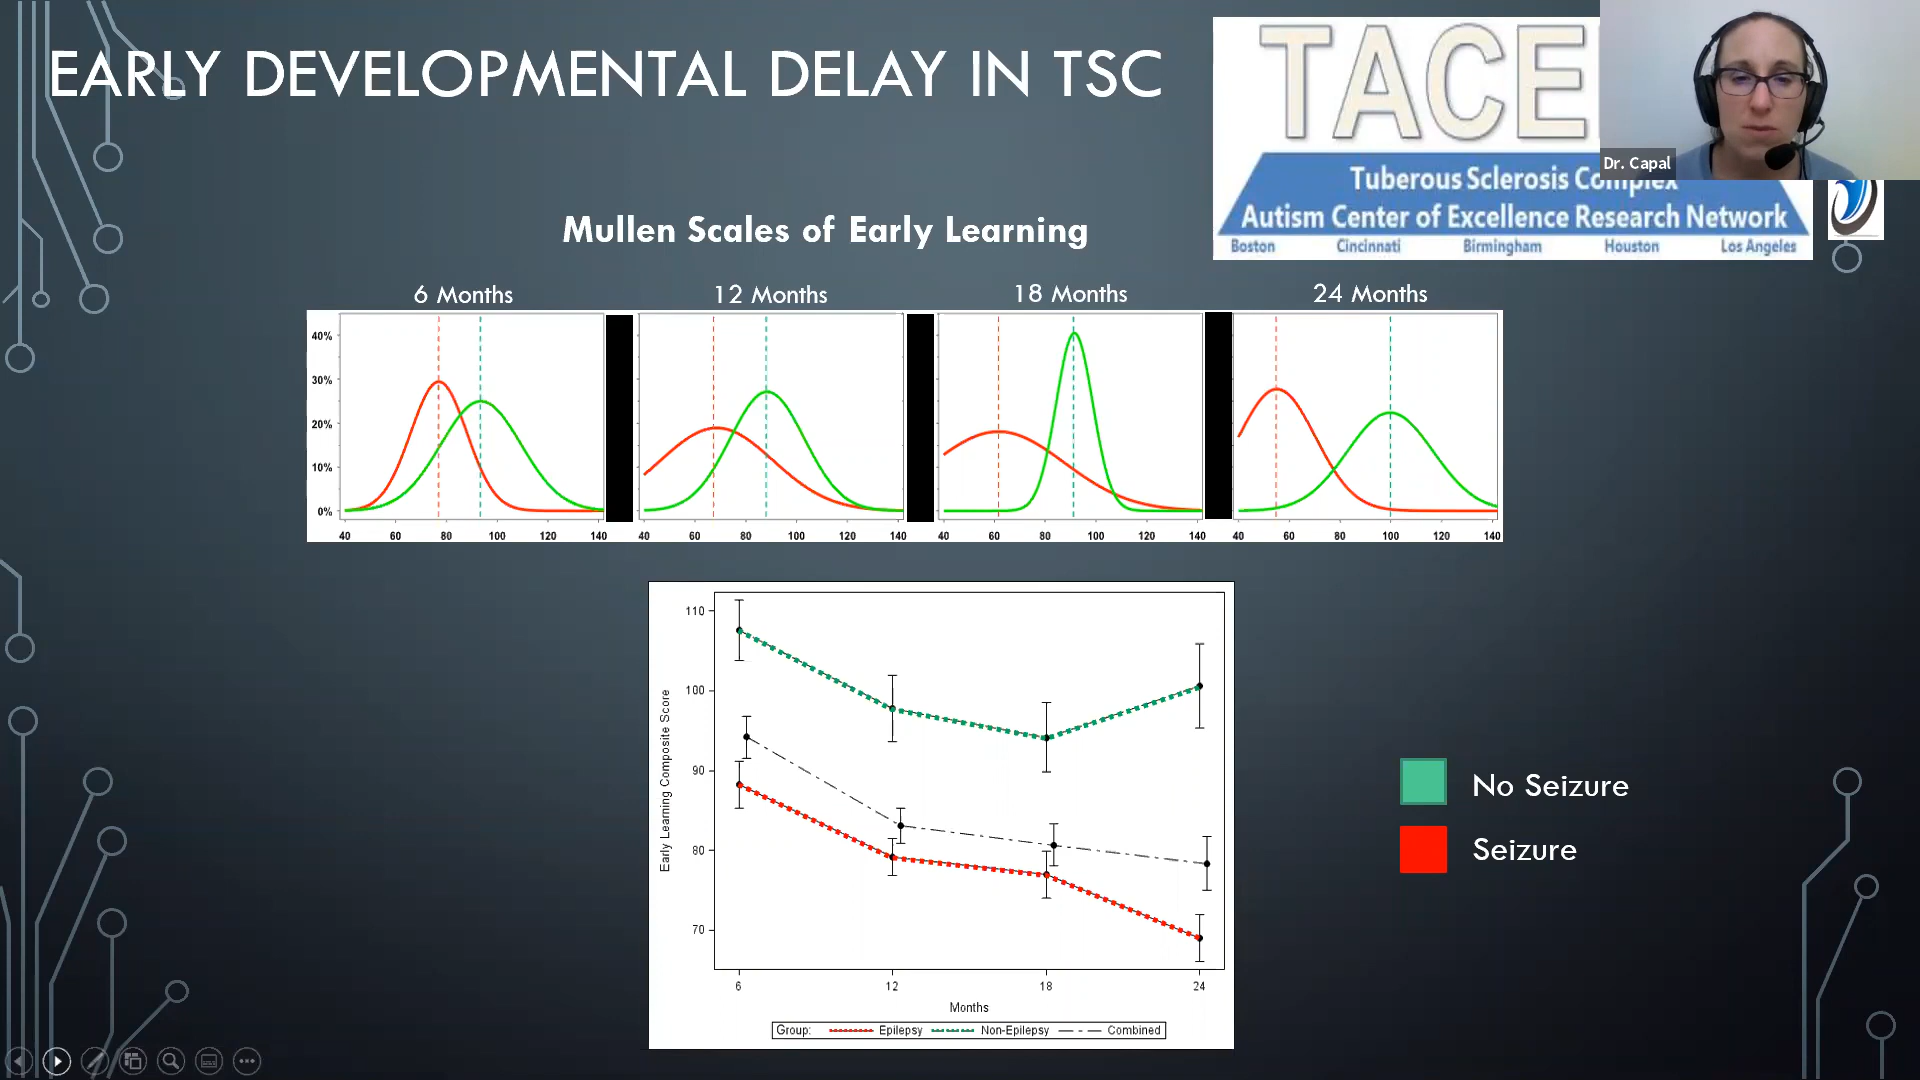 EARLY DEVELOPMENTAL DELAY IN TSC
TACE
Dr. Capal
Tuberous Sclerosis Complex
Autism Center of Excellence Research Network
Boston Cincinnati Birmingham Houston Los Angeles
Mullen Scales of Early Learning
6 Months 12 Months 18 Months 24 Months
40%
30%
20%
10%
0%
40 60 80 100 120 140 40 60 80 100 120 140 40 60 80 100 120 140 40 60 80 100 120 140
110
100
90
80
70
Early Learning Composite Score
6 12 18 24
Months
Group: Epilepsy Non-Epilepsy Combined
No Seizure
Seizure